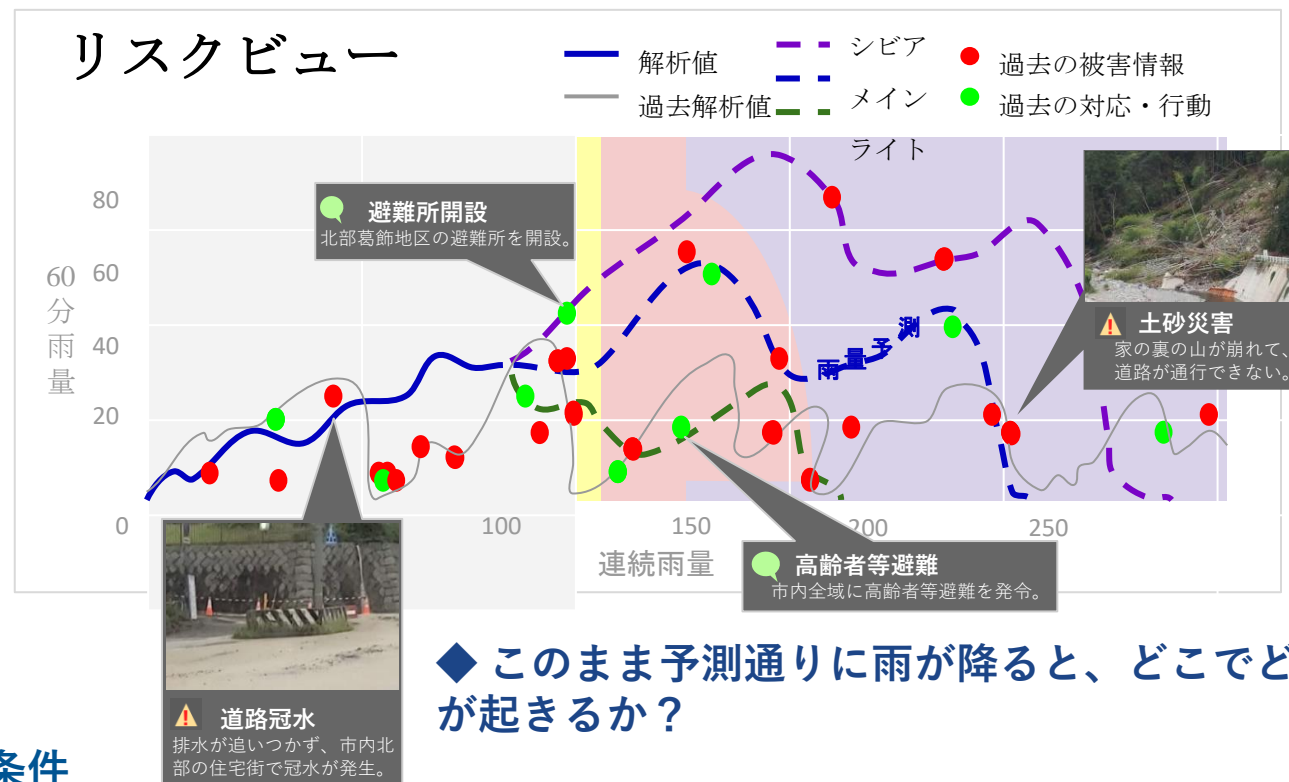 リスクビュー
解析値
過去解析値
シビア
メイン
ライト
過去の被害情報
過去の対応・行動
80
60
40
20
0
60
分
雨
量
避難所開設
北部葛飾地区の避難所を開設。
雨量予測
土砂災害
家の裏の山が崩れて、
道路が通行できない。
100
150
200
250
連続雨量
高齢者等避難
市内全域に高齢者等避難を発令。
道路冠水
排水が追いつかず、市内北
部の住宅街で冠水が発生。
◆ このまま予測通りに雨が降ると、どこでど
が起きるか？
条件